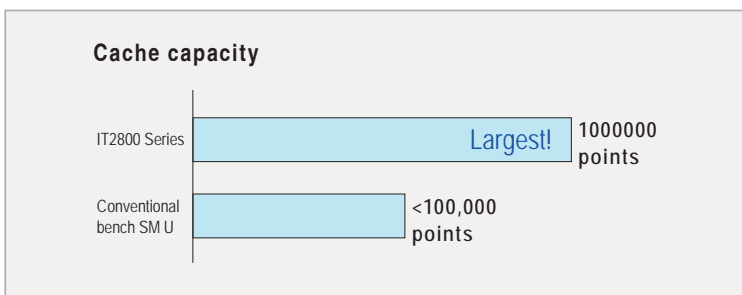 Cache capacity
IT2800 Series
Largest!
1000000
points
Conventional
bench SM U
<100,000
points